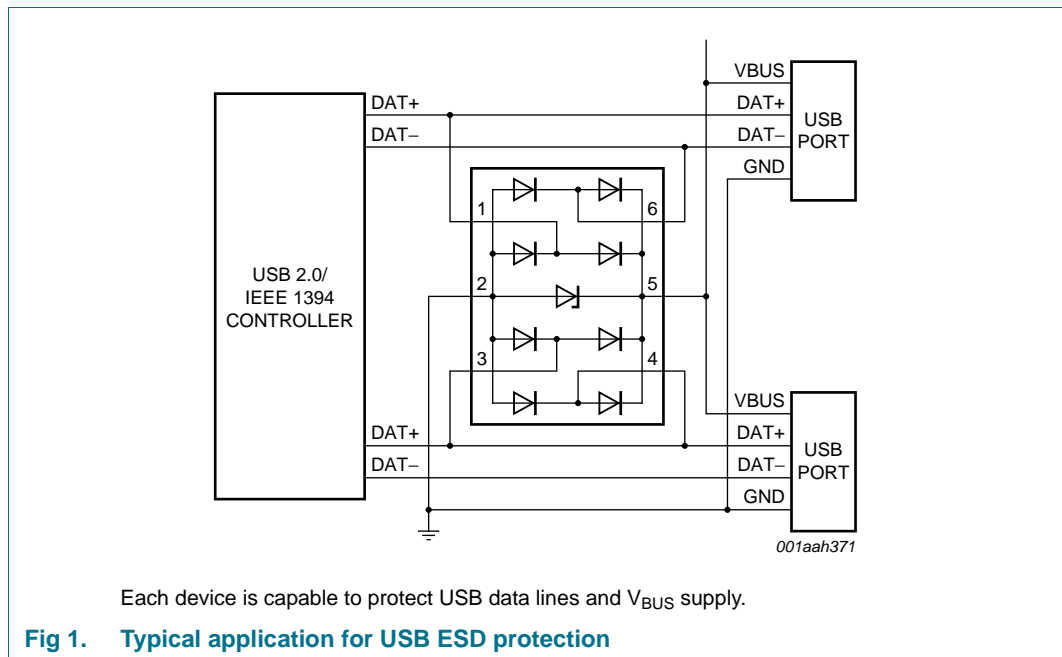 VBUS
DAT+
DAT−
GND
USB
PORT
DAT+
DAT−
1
6
2
5
3
4
USB 2.0/
IEEE 1394
CONTROLLER
DAT+
DAT−
VBUS
DAT+
DAT−
GND
USB
PORT
001aah371
Each device is capable to protect USB data lines and VBUS supply.
Fig 1. Typical application for USB ESD protection